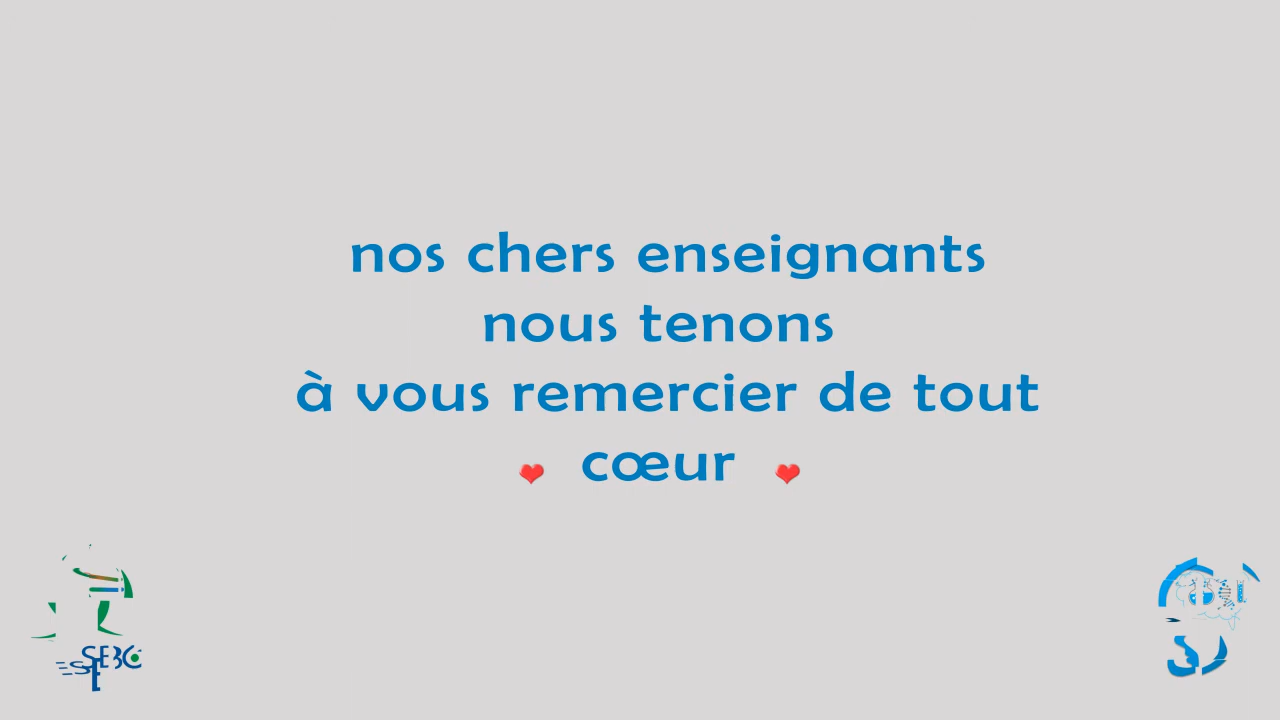 nos chers enseignants
nous tenons
à vous remercier de tout
❤ cœur ❤